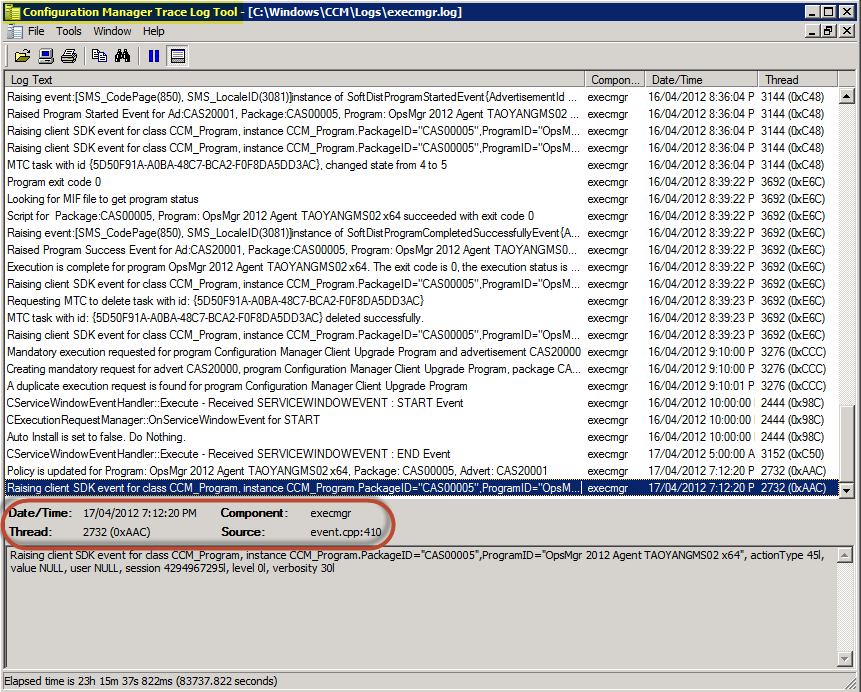 Configuration Manager Trace Log Tool - [C:\Windows\CCM\Logs\execmgr.log]
File Tools Window Help
Log Text Compon... Date/Time Thread
Raising event:[SMS_CodePage(850), SMS_LocaleID(3081)]instance of SoftDistProgramStartedEvent{AdvertisementId ... execmgr 16/04/2012 8:36:04 P 3144 (0xC48)
Raised Program Started Event for Ad:CAS20001, Package:CAS00005, Program: OpsMgr 2012 Agent TAOYANGMS02 ... execmgr 16/04/2012 8:36:04 P 3144 (0xC48)
Raising client SDK event for class CCM_Program, instance CCM_Program.PackageID="CAS00005",ProgramID="OpsM... execmgr 16/04/2012 8:36:04 P 3144 (0xC48)
Raising client SDK event for class CCM_Program, instance CCM_Program.PackageID="CAS00005",ProgramID="OpsM... execmgr 16/04/2012 8:36:04 P 3144 (0xC48)
MTC task with id {5D50F91A-A0BA-48C7-BCA2-F0F8DA5DD3AC}, changed state from 4 to 5 execmgr 16/04/2012 8:36:04 P 3144 (0xC48)
Program exit code 0 execmgr 16/04/2012 8:39:22 P 3692 (0xE6C)
Looking for MIF file to get program status execmgr 16/04/2012 8:39:22 P 3692 (0xE6C)
Script for Package:CAS00005, Program: OpsMgr 2012 Agent TAOYANGMS02 x64 succeeded with exit code 0 execmgr 16/04/2012 8:39:22 P 3692 (0xE6C)
Raising event:[SMS_CodePage(850), SMS_LocaleID(3081)]instance of SoftDistProgramCompletedSuccessfullyEvent{A... execmgr 16/04/2012 8:39:22 P 3692 (0xE6C)
Raised Program Success Event for Ad:CAS20001, Package:CAS00005, Program: OpsMgr 2012 Agent TAOYANGMS0... execmgr 16/04/2012 8:39:22 P 3692 (0xE6C)
Execution is complete for program OpsMgr 2012 Agent TAOYANGMS02 x64. The exit code is 0, the execution status is ... execmgr 16/04/2012 8:39:22 P 3692 (0xE6C)
Raising client SDK event for class CCM_Program, instance CCM_Program.PackageID="CAS00005",ProgramID="OpsM... execmgr 16/04/2012 8:39:22 P 3692 (0xE6C)
Requesting MTC to delete task with id: {5D50F91A-A0BA-48C7-BCA2-F0F8DA5DD3AC} execmgr 16/04/2012 8:39:23 P 3692 (0xE6C)
MTC task with id: {5D50F91A-A0BA-48C7-BCA2-F0F8DA5DD3AC} deleted successfully. execmgr 16/04/2012 8:39:23 P 3692 (0xE6C)
Raising client SDK event for class CCM_Program, instance CCM_Program.PackageID="CAS00005",ProgramID="OpsM... execmgr 16/04/2012 8:39:23 P 3692 (0xE6C)
Mandatory execution requested for program Configuration Manager Client Upgrade Program and advertisement CAS20000 execmgr 16/04/2012 9:10:00 P 3276 (0xCCC)
Creating mandatory request for advert CAS20000, program Configuration Manager Client Upgrade Program, package CA... execmgr 16/04/2012 9:10:00 P 3276 (0xCCC)
A duplicate execution request is found for program Configuration Manager Client Upgrade Program execmgr 16/04/2012 9:10:01 P 3276 (0xCCC)
CServiceWindowEventHandler::Execute - Received SERVICEWINDOWEVENT : START Event execmgr 16/04/2012 10:00:00 2444 (0x98C)
CExecutionRequestManager::OnServiceWindowEvent for START execmgr 16/04/2012 10:00:00 2444 (0x98C)
Auto Install is set to false. Do Nothing. execmgr 16/04/2012 10:00:00 2444 (0x98C)
CServiceWindowEventHandler::Execute - Received SERVICEWINDOWEVENT : END Event execmgr 17/04/2012 5:00:00 A 3152 (0xC50)
Policy is updated for Program: OpsMgr 2012 Agent TAOYANGMS02 x64, Package: CAS00005, Advert: CAS20001 execmgr 17/04/2012 7:12:20 P 2732 (0xAAC)
Raising client SDK event for class CCM_Program, instance CCM_Program.PackageID="CAS00005",ProgramID="OpsM... execmgr 17/04/2012 7:12:20 P 2732 (0xAAC)
Date/Time: 17/04/2012 7:12:20 PM Component: execmgr
Thread: 2732 (0xAAC) Source: event.cpp:410
Raising client SDK event for class CCM_Program, instance CCM_Program.PackageID="CAS00005",ProgramID="OpsMgr 2012 Agent TAOYANGMS02 x64", actionType 45l,
value NULL, user NULL, session 4294967295l, level 0l, verbosity 30l
Elapsed time is 23h 15m 37s 822ms (83737.822 seconds)